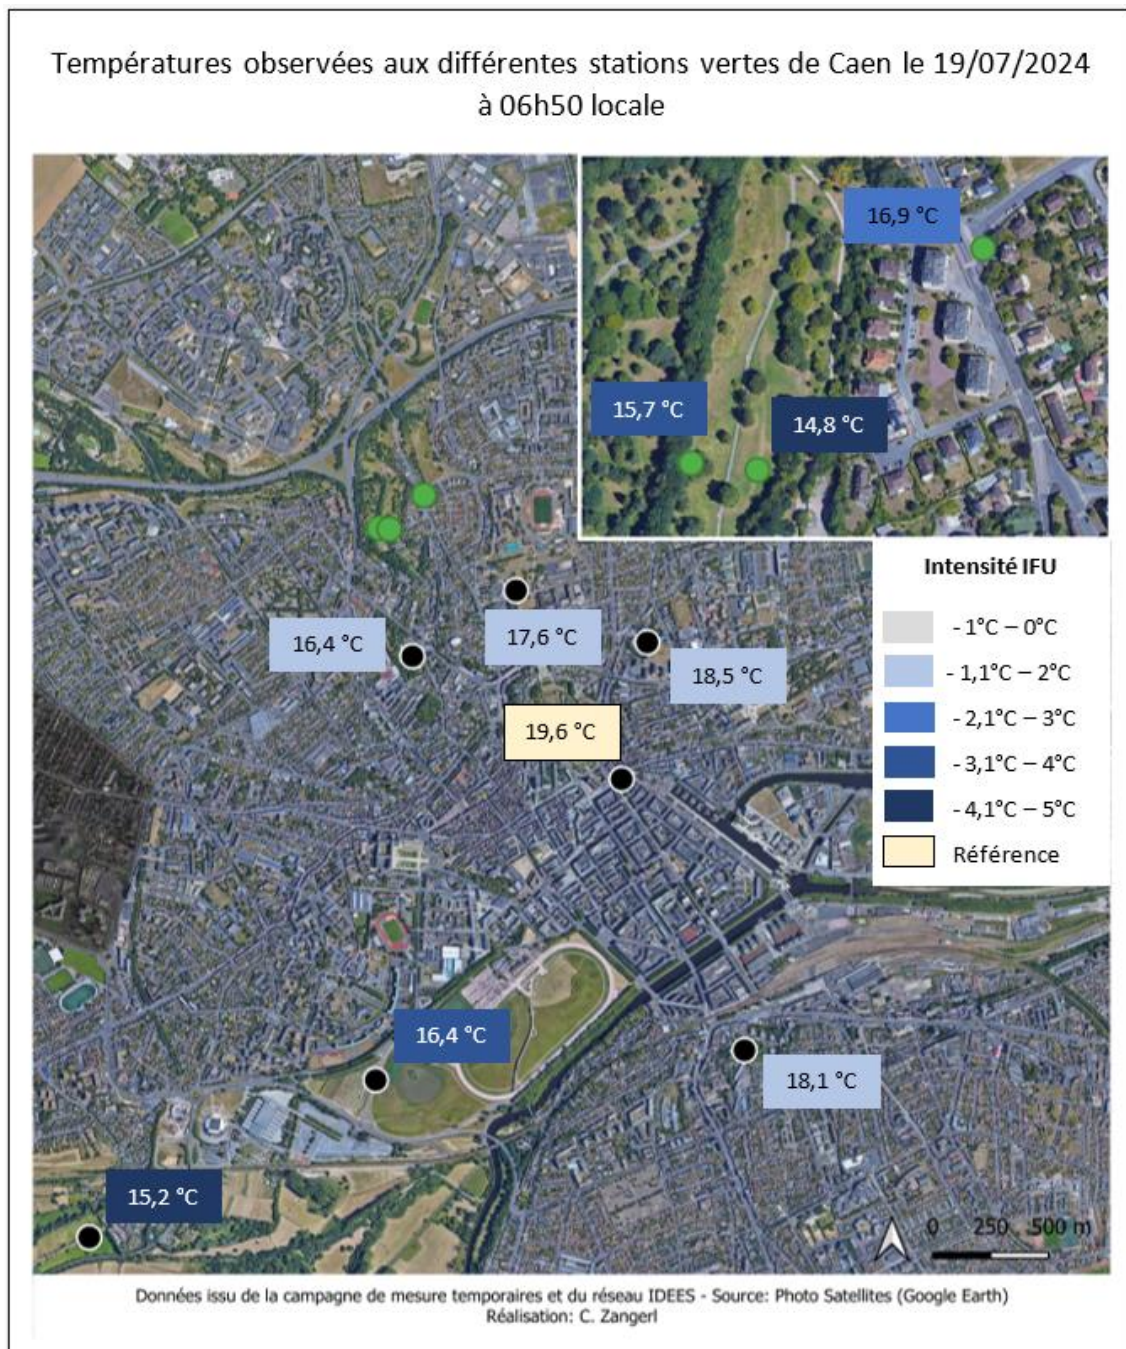 Températures observées aux différentes stations vertes de Caen le 19/07/2024
à 06h50 locale
16,9 °C
15,7 °C
14,8 °C
Intensité IFU
- 1°C – 0°C
- 1,1°C – 2°C
- 2,1°C – 3°C
- 3,1°C – 4°C
- 4,1°C – 5°C
Référence
16,4 °C
17,6 °C
18,5 °C
19,6 °C
16,4 °C
18,1 °C
15,2 °C
0 250 500 m
Données issu de la campagne de mesure temporaires et du réseau IDEES - Source: Photo Satellites (Google Earth)
Réalisation: C. Zangerl